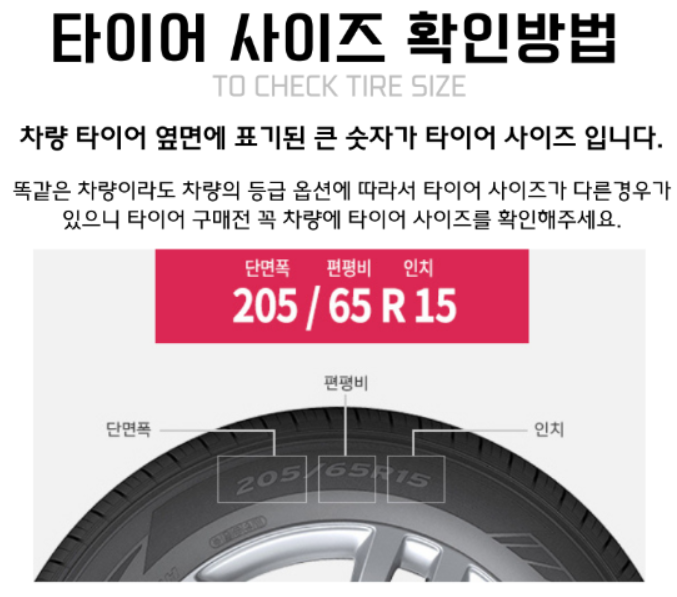 타이어 사이즈 확인방법
TO CHECK TIRE SIZE
차량 타이어 옆면에 표기된 큰 숫자가 타이어 사이즈 입니다.
똑같은 차량이라도 차량의 등급 옵션에 따라서 타이어 사이즈가 다른경우가
있으니 타이어 구매전 꼭 차량에 타이어 사이즈를 확인해주세요.
단면폭 편평비 인치
205 / 65 R 15
편평비
단면폭 인치
205/65R15